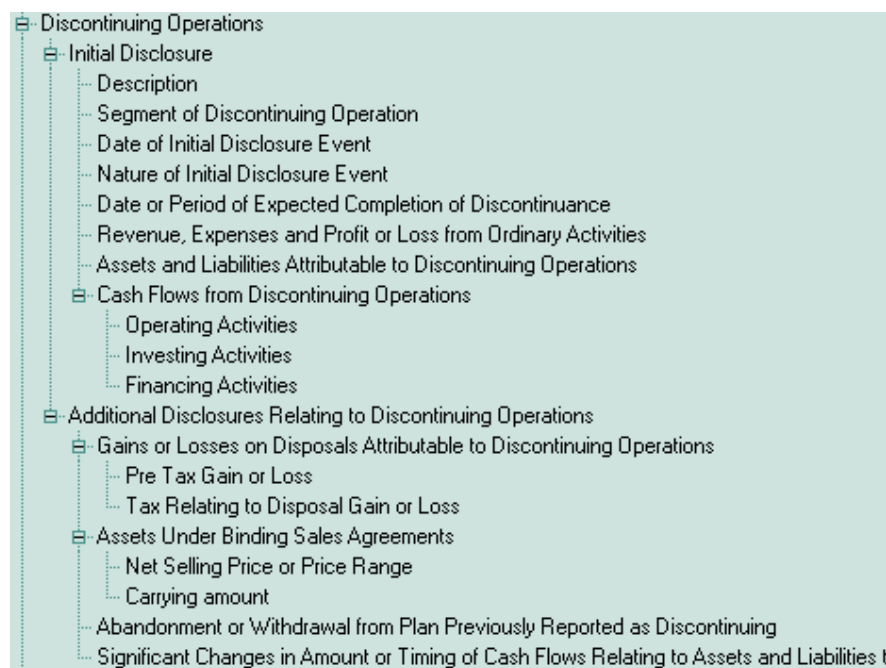 Discontinuing Operations
Initial Disclosure
Description
Segment of Discontinuing Operation
Date of Initial Disclosure Event
Nature of Initial Disclosure Event
Date or Period of Expected Completion of Discontinuance
Revenue, Expenses and Profit or Loss from Ordinary Activities
Assets and Liabilities Attributable to Discontinuing Operations
Cash Flows from Discontinuing Operations
Operating Activities
Investing Activities
Financing Activities
Additional Disclosures Relating to Discontinuing Operations
Gains or Losses on Disposals Attributable to Discontinuing Operations
Pre Tax Gain or Loss
Tax Relating to Disposal Gain or Loss
Assets Under Binding Sales Agreements
Net Selling Price or Price Range
Carrying amount
Abandonment or Withdrawal from Plan Previously Reported as Discontinuing
Significant Changes in Amount or Timing of Cash Flows Relating to Assets and Liabilities